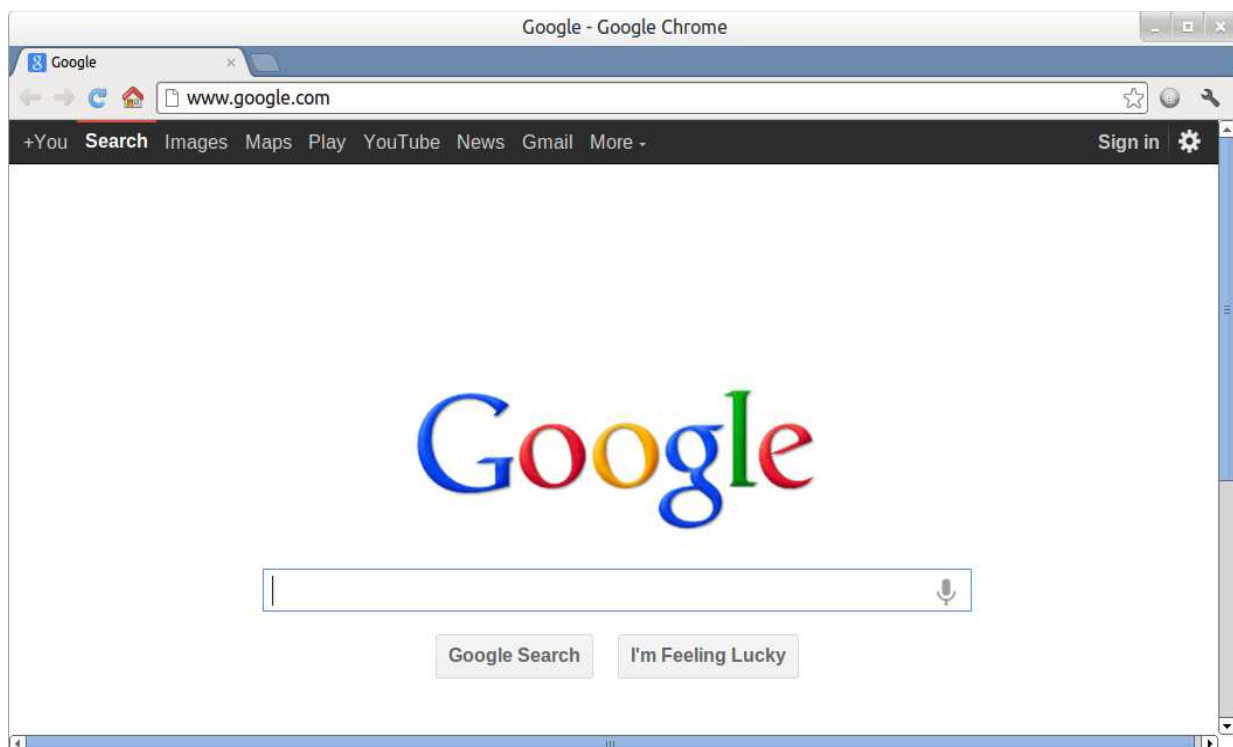 Google - Google Chrome
Google
www.google.com
+You Search Images Maps Play YouTube News Gmail More Sign in
Google
Google Search I'm Feeling Lucky